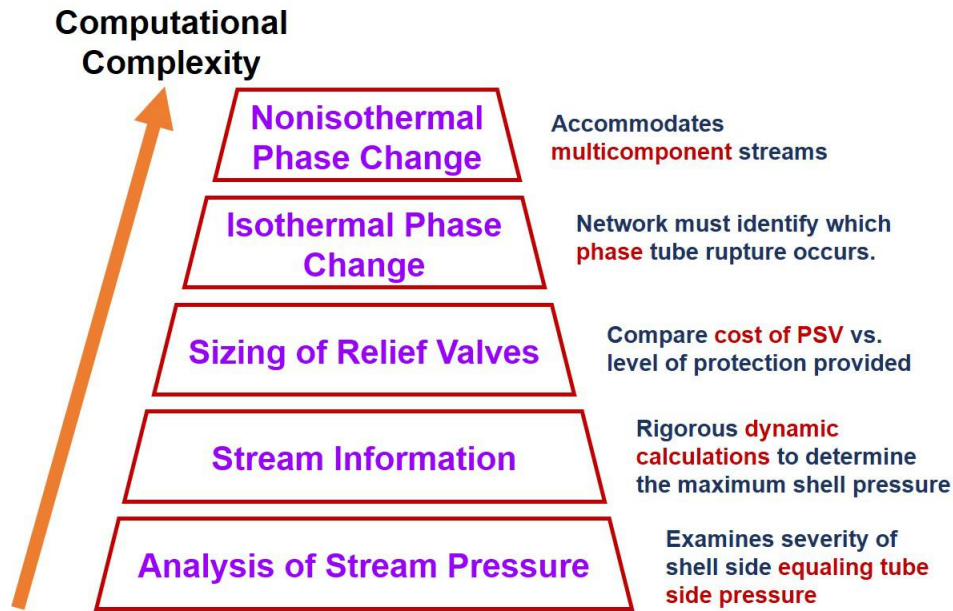 Computational
Complexity
Nonisothermal
Phase Change
Accommodates
multicomponent streams
Isothermal Phase
Change
Network must identify which
phase tube rupture occurs.
Sizing of Relief Valves
Compare cost of PSV vs.
level of protection provided
Stream Information
Rigorous dynamic
calculations to determine
the maximum shell pressure
Analysis of Stream Pressure
Examines severity of
shell side equaling tube
side pressure